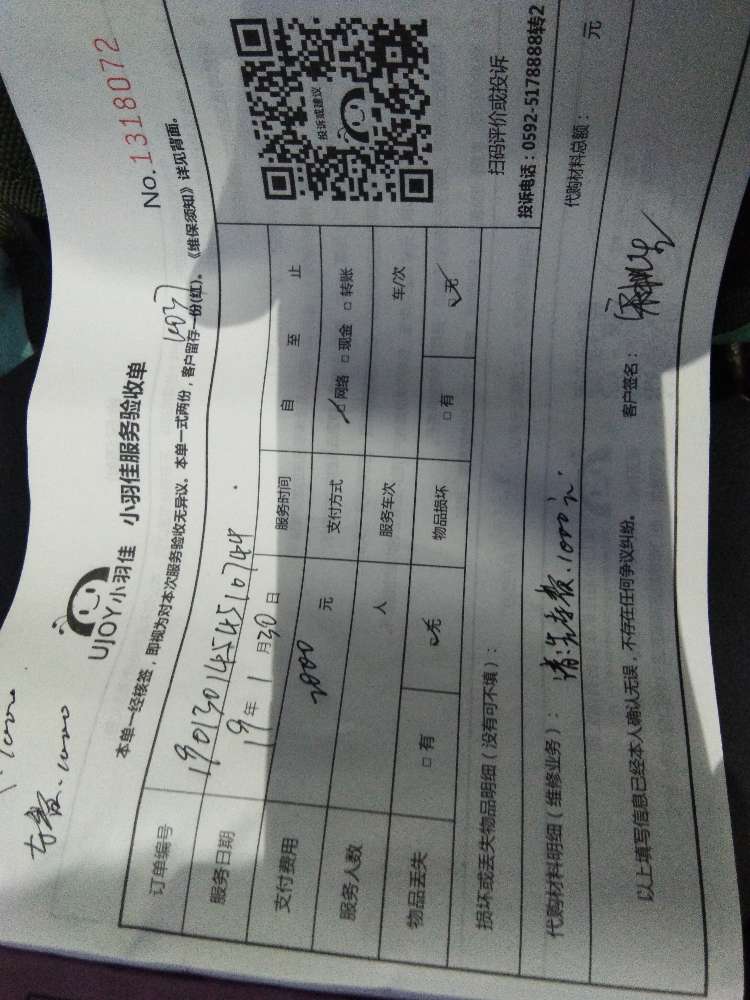 UJOY小羽佳 小羽佳服务验收单
No.1318072
本单一经核签，即视为对本次服务验收无异议。本单一式两份，客户留存一份(红)。《维保须知》详见背面。
订单编号 190130145451 0744
服务日期 19年1月30日 服务时间 自 至 止
支付费用 2000 元 支付方式 ☑网络 □现金 □转账
服务人数 人 服务车次 车/次
物品丢失 □有 ☑无 物品损坏 □有 ☑无
投诉或建议
扫码评价或投诉
投诉电话：0592-5178888转2
损坏或丢失物品明细（没有可不填）：
代购材料明细（维修业务）： 1000元
代购材料总额： 元
以上填写信息已经本人确认无误，不存在任何争议纠纷。 客户签名：